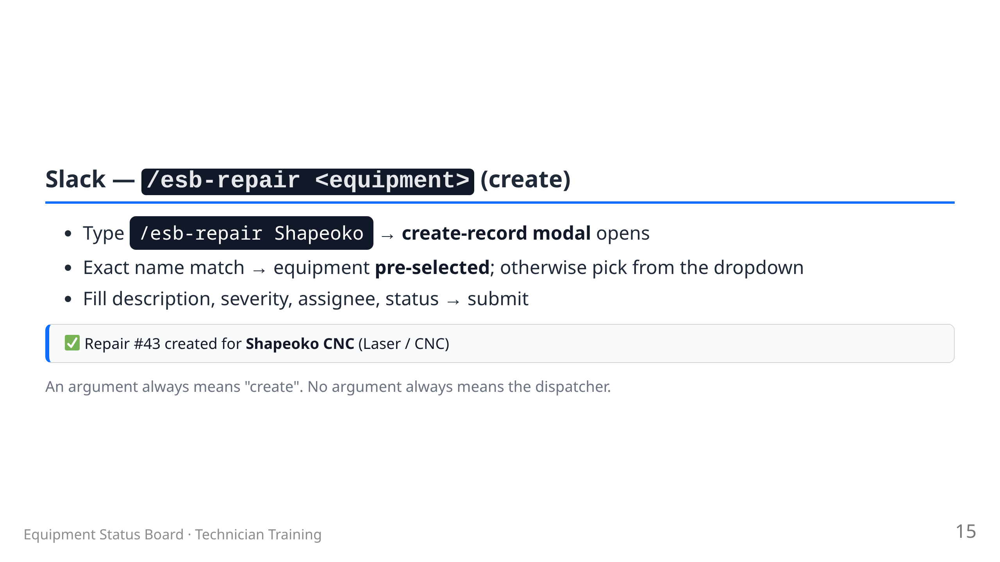 Slack — /esb-repair <equipment> (create)
• Type /esb-repair Shapeoko → create-record modal opens
• Exact name match → equipment pre-selected; otherwise pick from the dropdown
• Fill description, severity, assignee, status → submit
✅ Repair #43 created for Shapeoko CNC (Laser / CNC)
An argument always means "create". No argument always means the dispatcher.
Equipment Status Board · Technician Training
15